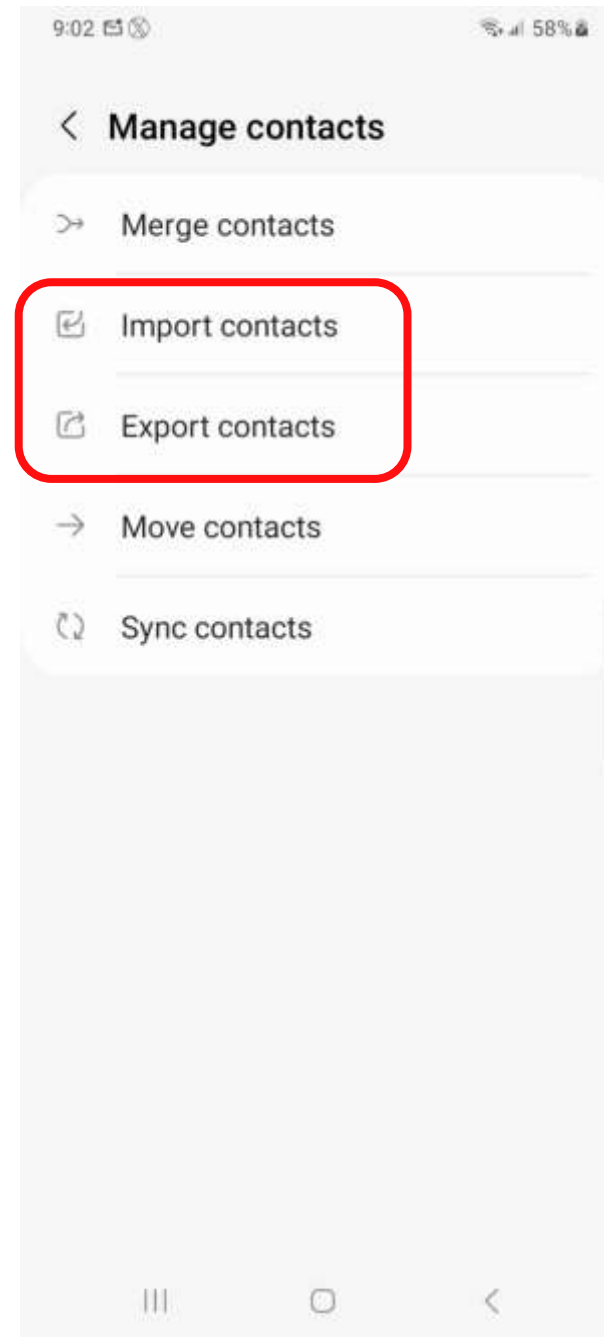 9:02
58%
Manage contacts
Merge contacts
Import contacts
Export contacts
Move contacts
Sync contacts